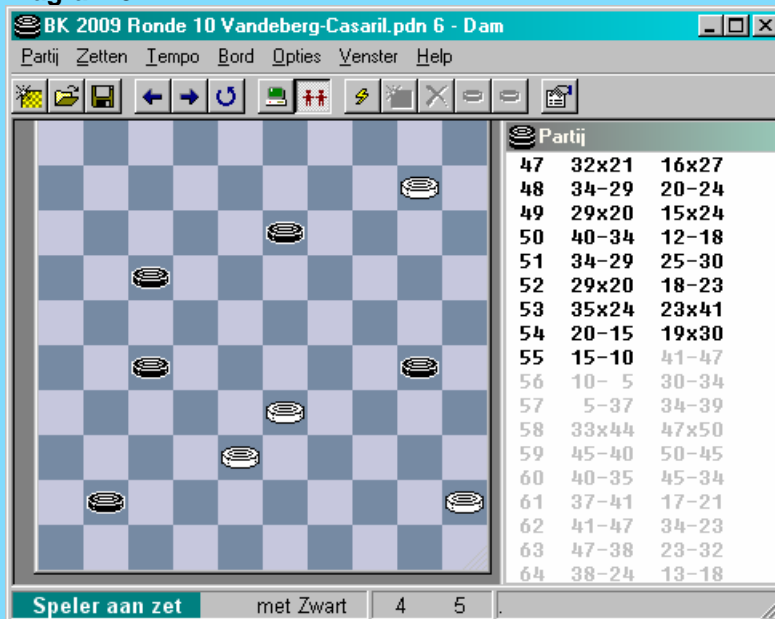 BK 2009 Ronde 10 Vandeberg-Casaril.pdn 6 - Dam
Partij Zetten Tempo Bord Opties Venster Help
Partij
47 32x21 16x27
48 34-29 20-24
49 29x20 15x24
50 40-34 12-18
51 34-29 25-30
52 29x20 18-23
53 35x24 23x41
54 20-15 19x30
55 15-10 41-47
56 10- 5 30-34
57 5-37 34-39
58 33x44 47x50
59 45-40 50-45
60 40-35 45-34
61 37-41 17-21
62 41-47 34-23
63 47-38 23-32
64 38-24 13-18
Speler aan zet met Zwart 4 5 .